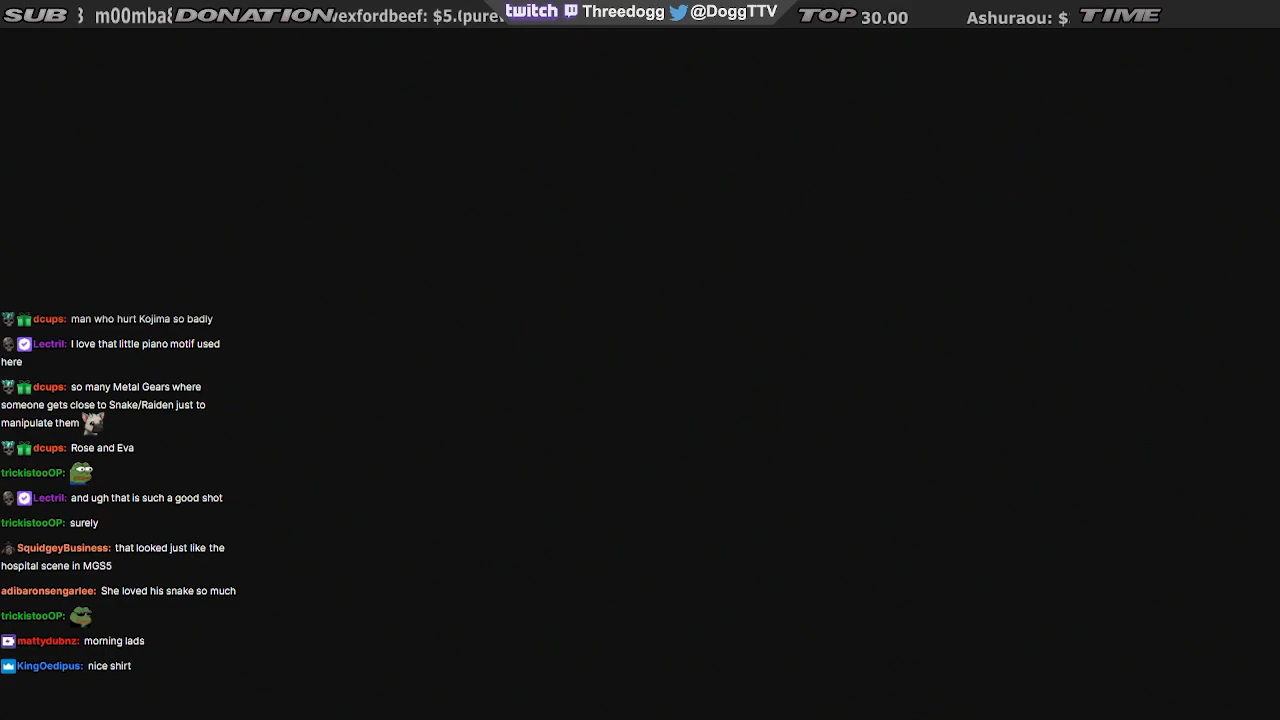 SUB 3 m00mba8 DONATION exfordbeef: $5.(pure twitch Threedogg @DoggTTV TOP 30.00 Ashuraou: $ TIME
dcups: man who hurt Kojima so badly
Lectril: I love that little piano motif used
here
dcups: so many Metal Gears where
someone gets close to Snake/Raiden just to
manipulate them
dcups: Rose and Eva
trickistooOP:
Lectril: and ugh that is such a good shot
trickistooOP: surely
SquidgeyBusiness: that looked just like the
hospital scene in MGS5
adibaronsengarlee: She loved his snake so much
trickistooOP:
mattydubnz: morning lads
KingOedipus: nice shirt